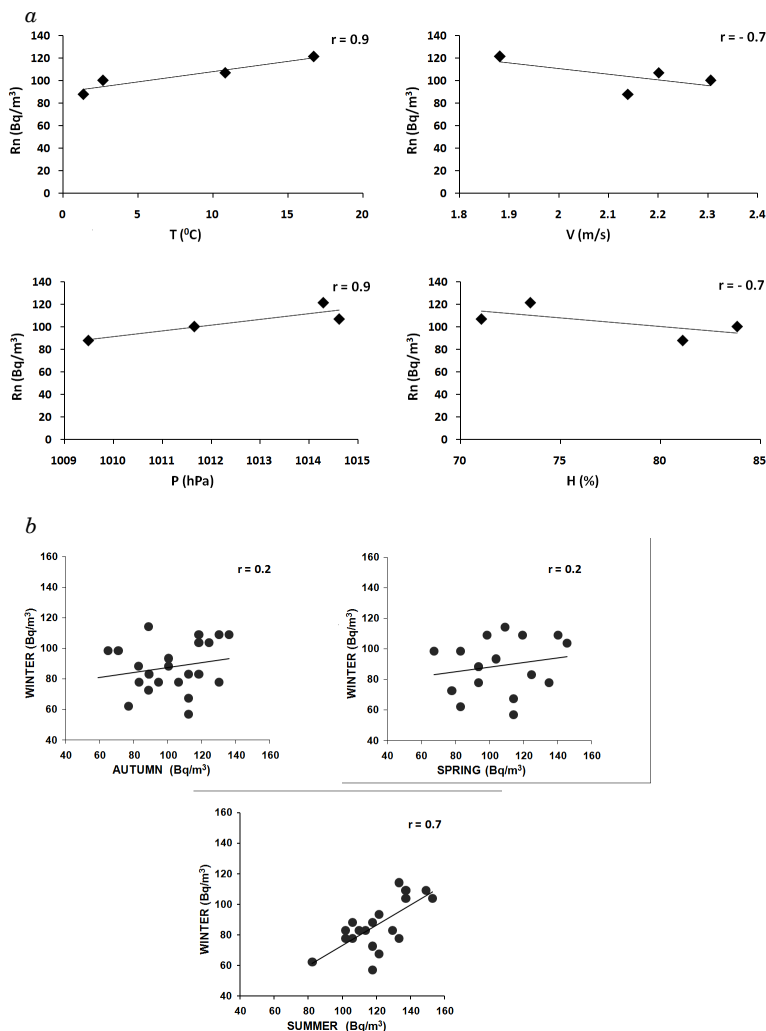 a
r = 0.9
140
120
100
80
60
40
20
0
Rn (Bq/m³)
0 5 10 15 20
T (⁰C)
r = - 0.7
140
120
100
80
60
40
20
0
Rn (Bq/m³)
1.8 1.9 2 2.1 2.2 2.3 2.4
V (m/s)
r = 0.9
140
120
100
80
60
40
20
0
Rn (Bq/m³)
1009 1010 1011 1012 1013 1014 1015
P (hPa)
r = - 0.7
140
120
100
80
60
40
20
0
Rn (Bq/m³)
70 75 80 85
H (%)
b
r = 0.2
160
140
120
100
80
60
40
WINTER (Bq/m³)
40 60 80 100 120 140 160
AUTUMN (Bq/m³)
r = 0.2
160
140
120
100
80
60
40
WINTER (Bq/m³)
40 60 80 100 120 140 160
SPRING (Bq/m³)
r = 0.7
160
140
120
100
80
60
40
WINTER (Bq/m³)
40 60 80 100 120 140 160
SUMMER (Bq/m³)